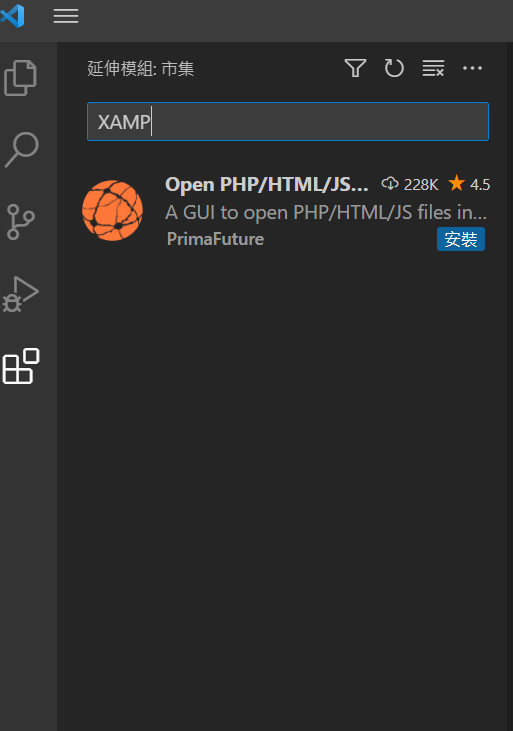 延伸模組: 市集
XAMP
Open PHP/HTML/JS... 228K 4.5
A GUI to open PHP/HTML/JS files in...
PrimaFuture 安裝